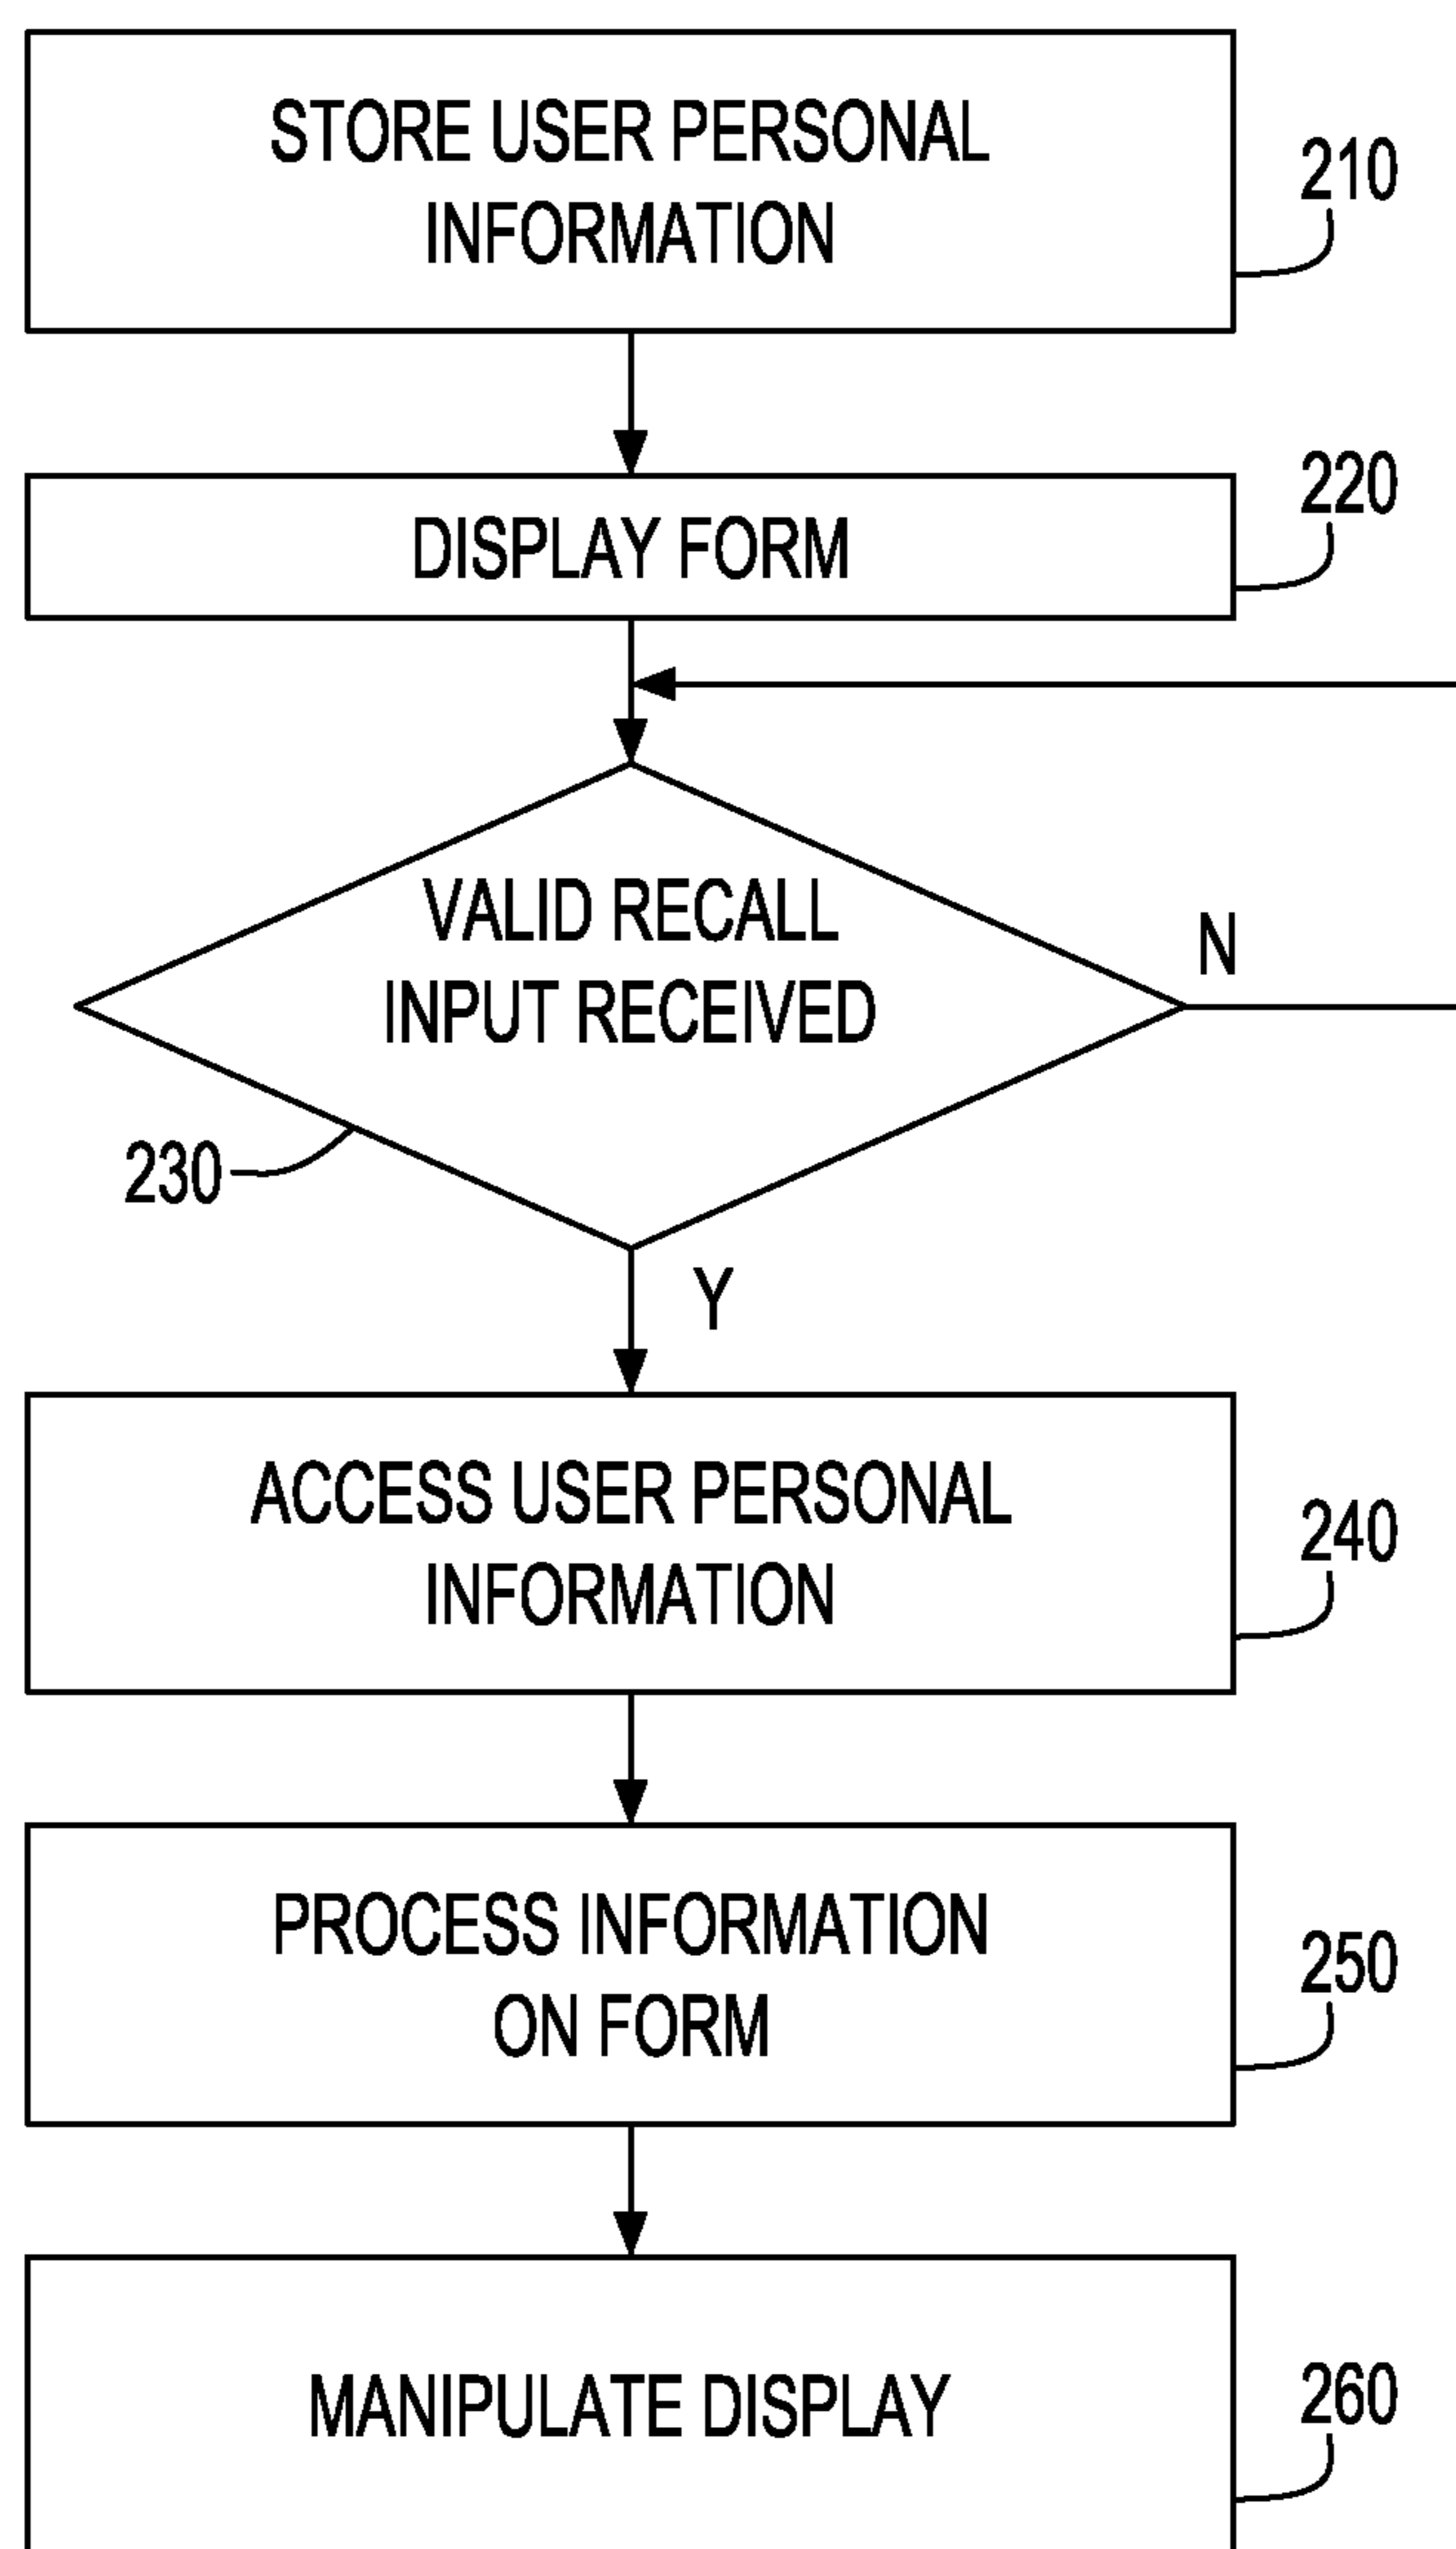 STORE USER PERSONAL
INFORMATION
210
DISPLAY FORM
220
VALID RECALL
INPUT RECEIVED
N
230
Y
ACCESS USER PERSONAL
INFORMATION
240
PROCESS INFORMATION
ON FORM
250
MANIPULATE DISPLAY
260